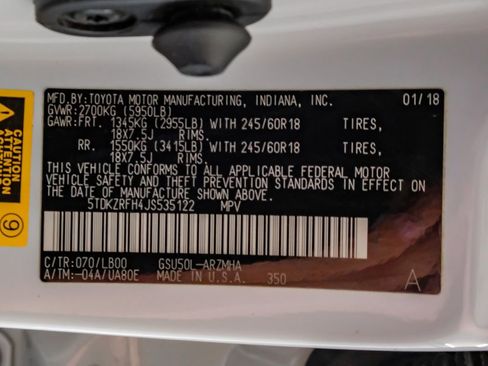 MFD.BY:TOYOTA MOTOR MANUFACTURING, INDIANA, INC. 01/18
GVWR:2700KG (5950LB)
GAWR:FRT. 1345KG (2955LB) WITH 245/60R18 TIRES,
18X7.5J RIMS.
RR. 1550KG (3415LB) WITH 245/60R18 TIRES,
18X7.5J RIMS.
THIS VEHICLE CONFORMS TO ALL APPLICABLE FEDERAL MOTOR
VEHICLE SAFETY AND THEFT PREVENTION STANDARDS IN EFFECT
ON THE DATE OF MANUFACTURE SHOWN ABOVE.
5TDKZRFH4JS535122 MPV
C/TR:070/LB00 GSU50L-ARZMHA
A/TM:-04A/UA80E MADE IN U.S.A. 350 A
CAUTION
ATTENTION
9